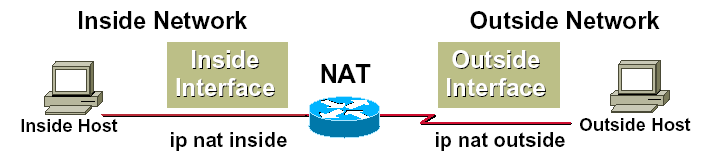 Inside Network
Outside Network
Inside
Interface
NAT
Outside
Interface
Inside Host
ip nat inside
ip nat outside
Outside Host